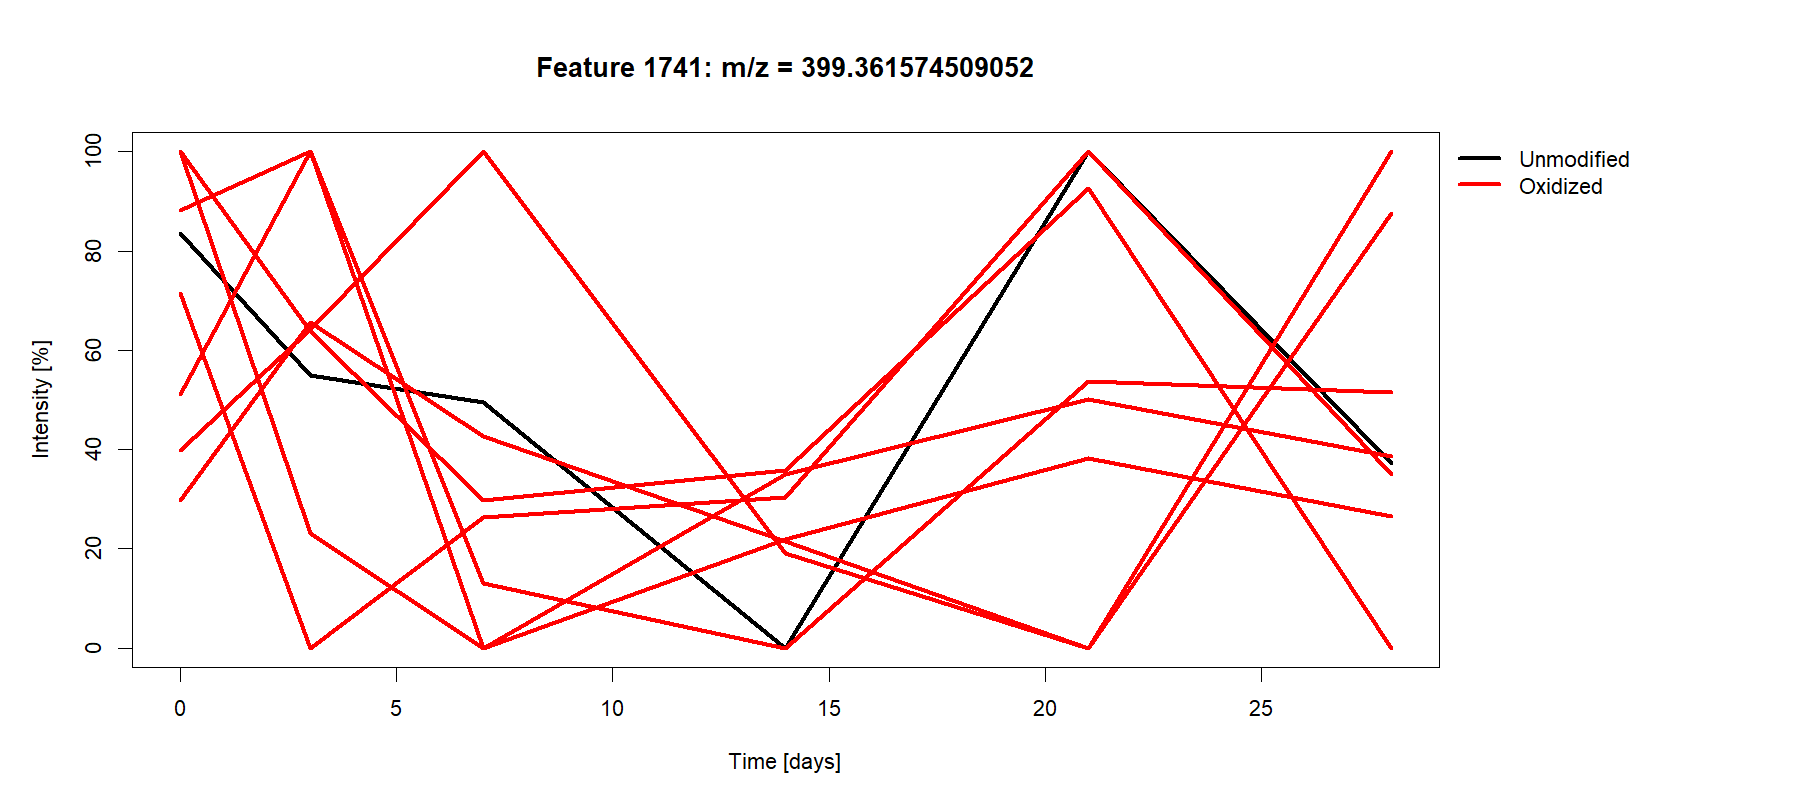 Feature 1741: m/z = 399.361574509052
Unmodified
Oxidized
Intensity [%]
100
80
60
40
20
0
0 5 10 15 20 25
Time [days]